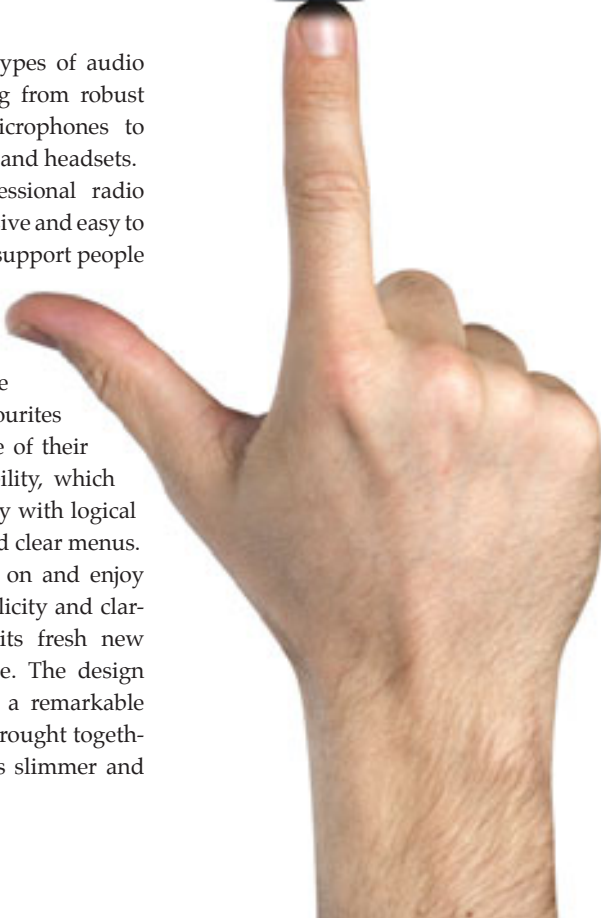 ypes of audio
g from robust
icrophones to
and headsets.
essional radio
ive and easy to
support people
e
ourites
e of their
ility, which
y with logical
d clear menus.
on and enjoy
licity and clar-
its fresh new
e. The design
a remarkable
rought togeth-
s slimmer and